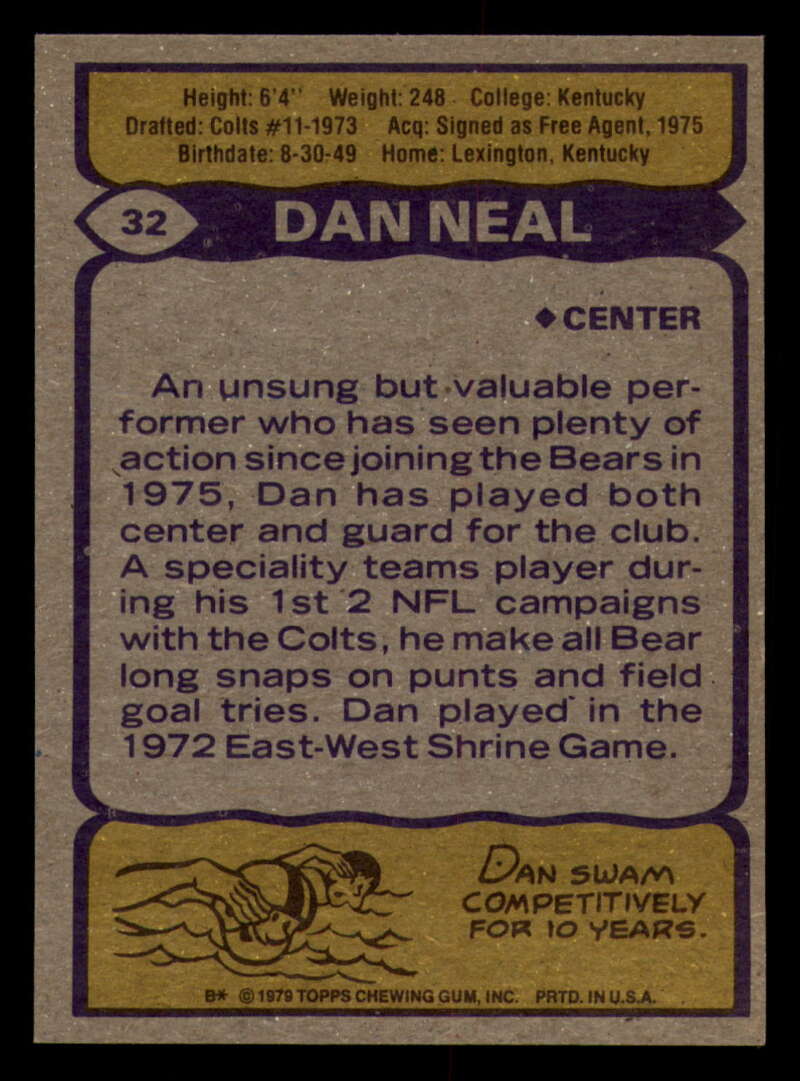 Height: 6'4" Weight: 248 College: Kentucky
Drafted: Colts #11-1973 Acq: Signed as Free Agent, 1975
Birthdate: 8-30-49 Home: Lexington, Kentucky
32 DAN NEAL
◆CENTER
An unsung but valuable per-
former who has seen plenty of
action since joining the Bears in
1975, Dan has played both
center and guard for the club.
A speciality teams player dur-
ing his 1st 2 NFL campaigns
with the Colts, he make all Bear
long snaps on punts and field
goal tries. Dan played in the
1972 East-West Shrine Game.
DAN SWAM
COMPETITIVELY
FOR 10 YEARS.
B* © 1979 TOPPS CHEWING GUM, INC. PRTD. IN U.S.A.